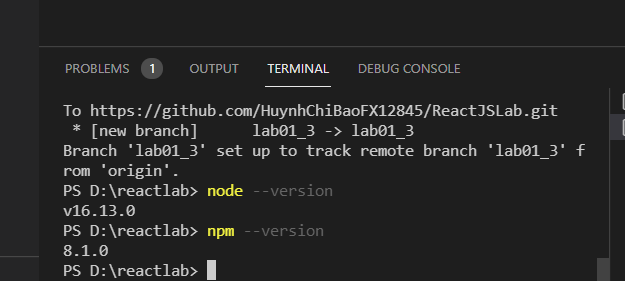 PROBLEMS 1 OUTPUT TERMINAL DEBUG CONSOLE
To https://github.com/HuynhChiBaoFX12845/ReactJSLab.git
 * [new branch]      lab01_3 -> lab01_3
Branch 'lab01_3' set up to track remote branch 'lab01_3' f
rom 'origin'.
PS D:\reactlab> node --version
v16.13.0
PS D:\reactlab> npm --version
8.1.0
PS D:\reactlab>